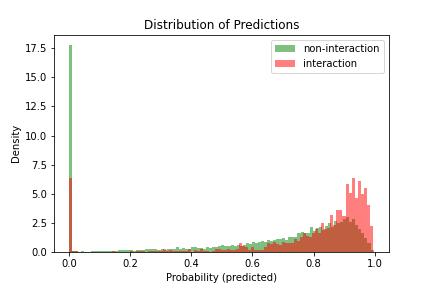 Distribution of Predictions
non-interaction
interaction
17.5
15.0
12.5
10.0
7.5
5.0
2.5
0.0
Density
0.0 0.2 0.4 0.6 0.8 1.0
Probability (predicted)